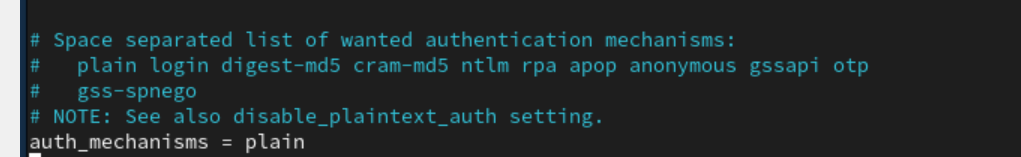 # Space separated list of wanted authentication mechanisms:
#   plain login digest-md5 cram-md5 ntlm rpa apop anonymous gssapi otp
#   gss-spnego
# NOTE: See also disable_plaintext_auth setting.
auth_mechanisms = plain